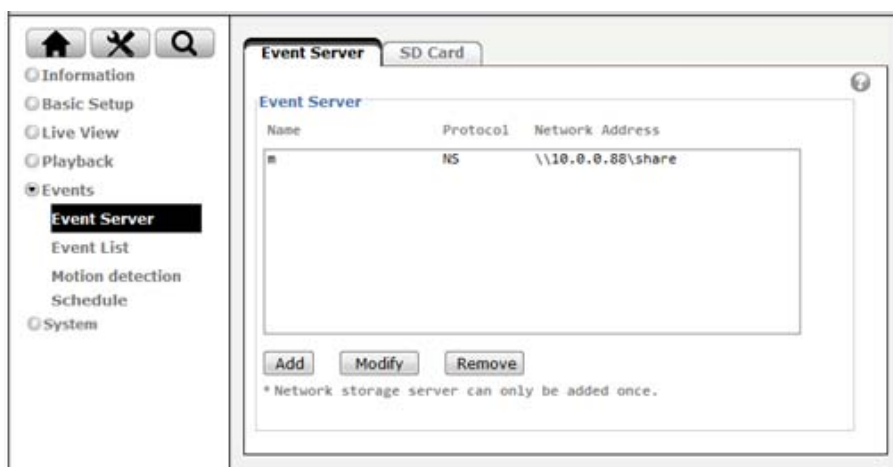 Information
Basic Setup
Live View
Playback
Events
Event Server
Event List
Motion detection
Schedule
System
Event Server SD Card
Event Server
Name Protocol Network Address
m NS \\10.0.0.88\share
Add Modify Remove
* Network storage server can only be added once.